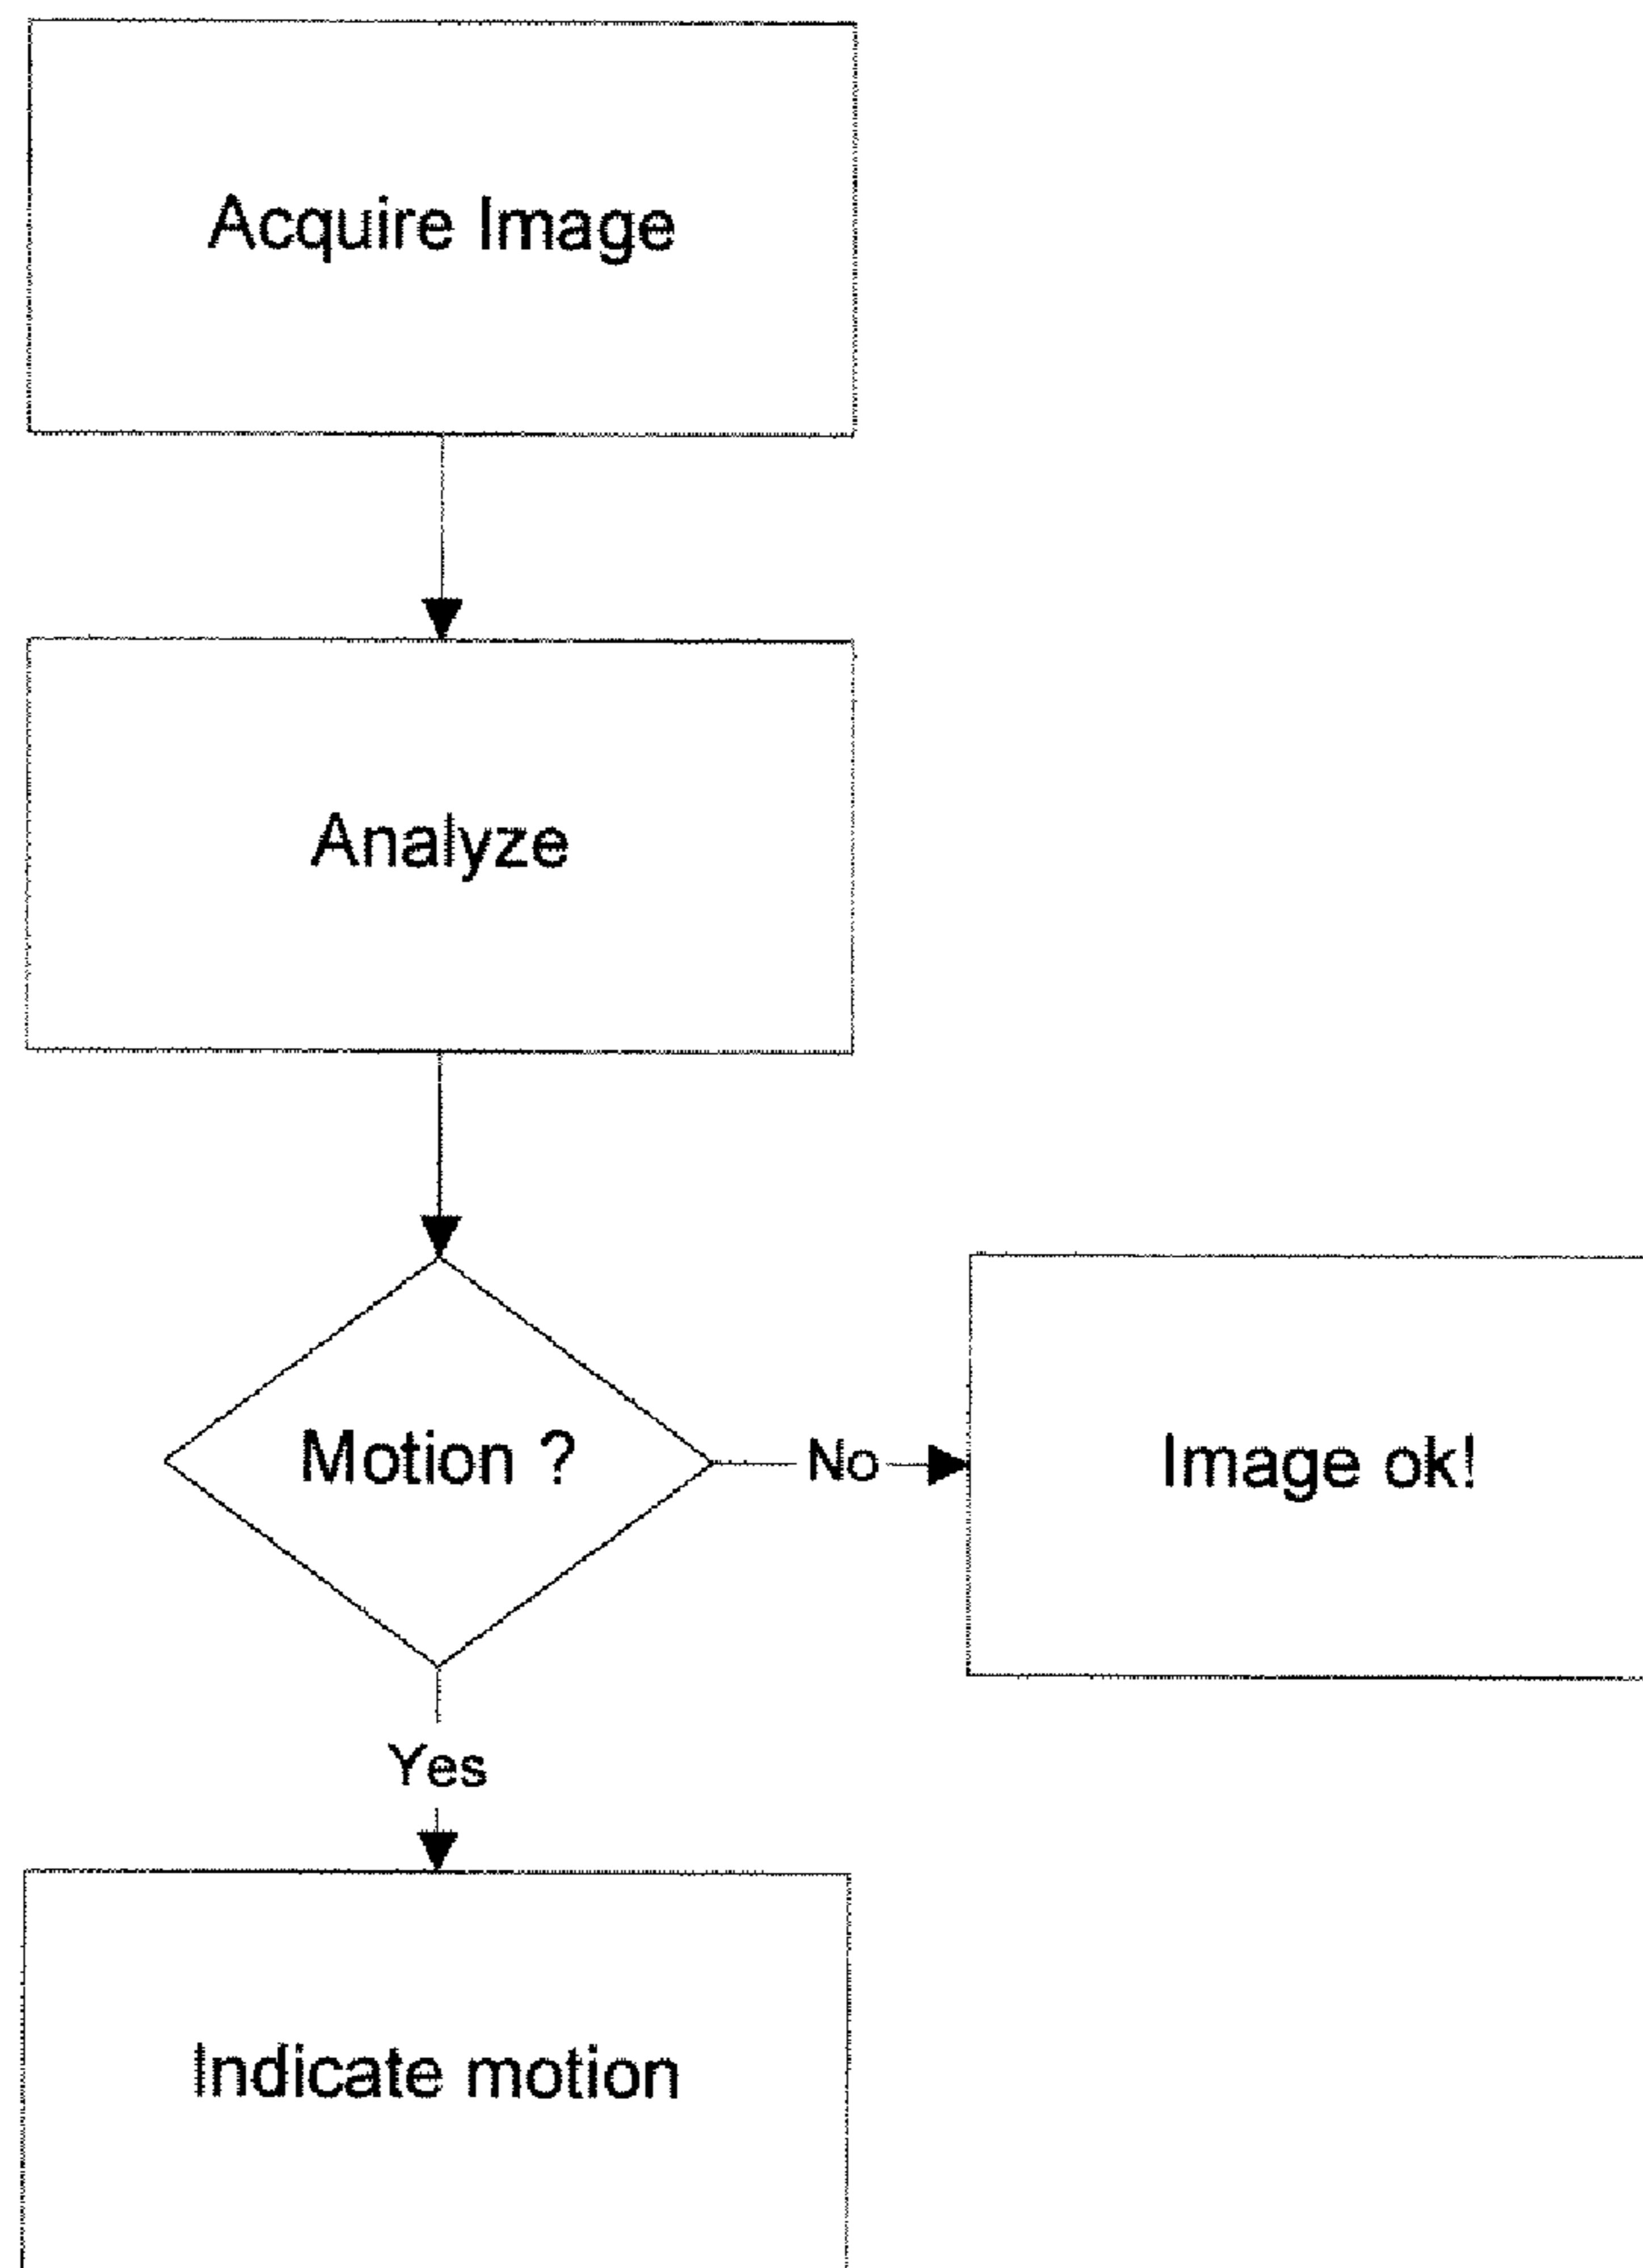 Acquire Image
Analyze
Motion ?
No
Image ok!
Yes
Indicate motion